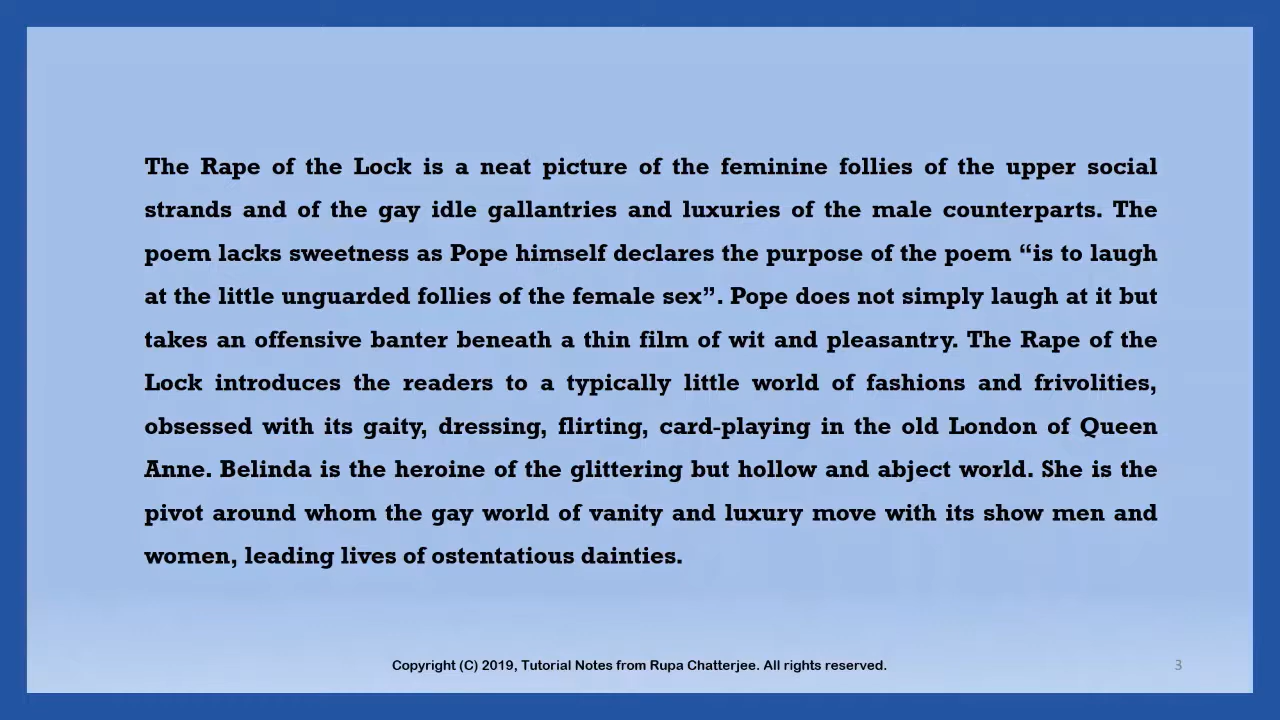 The Rape of the Lock is a neat picture of the feminine follies of the upper social
strands and of the gay idle gallantries and luxuries of the male counterparts. The
poem lacks sweetness as Pope himself declares the purpose of the poem “is to laugh
at the little unguarded follies of the female sex”. Pope does not simply laugh at it but
takes an offensive banter beneath a thin film of wit and pleasantry. The Rape of the
Lock introduces the readers to a typically little world of fashions and frivolities,
obsessed with its gaity, dressing, flirting, card-playing in the old London of Queen
Anne. Belinda is the heroine of the glittering but hollow and abject world. She is the
pivot around whom the gay world of vanity and luxury move with its show men and
women, leading lives of ostentatious dainties.
Copyright (C) 2019, Tutorial Notes from Rupa Chatterjee. All rights reserved.
3